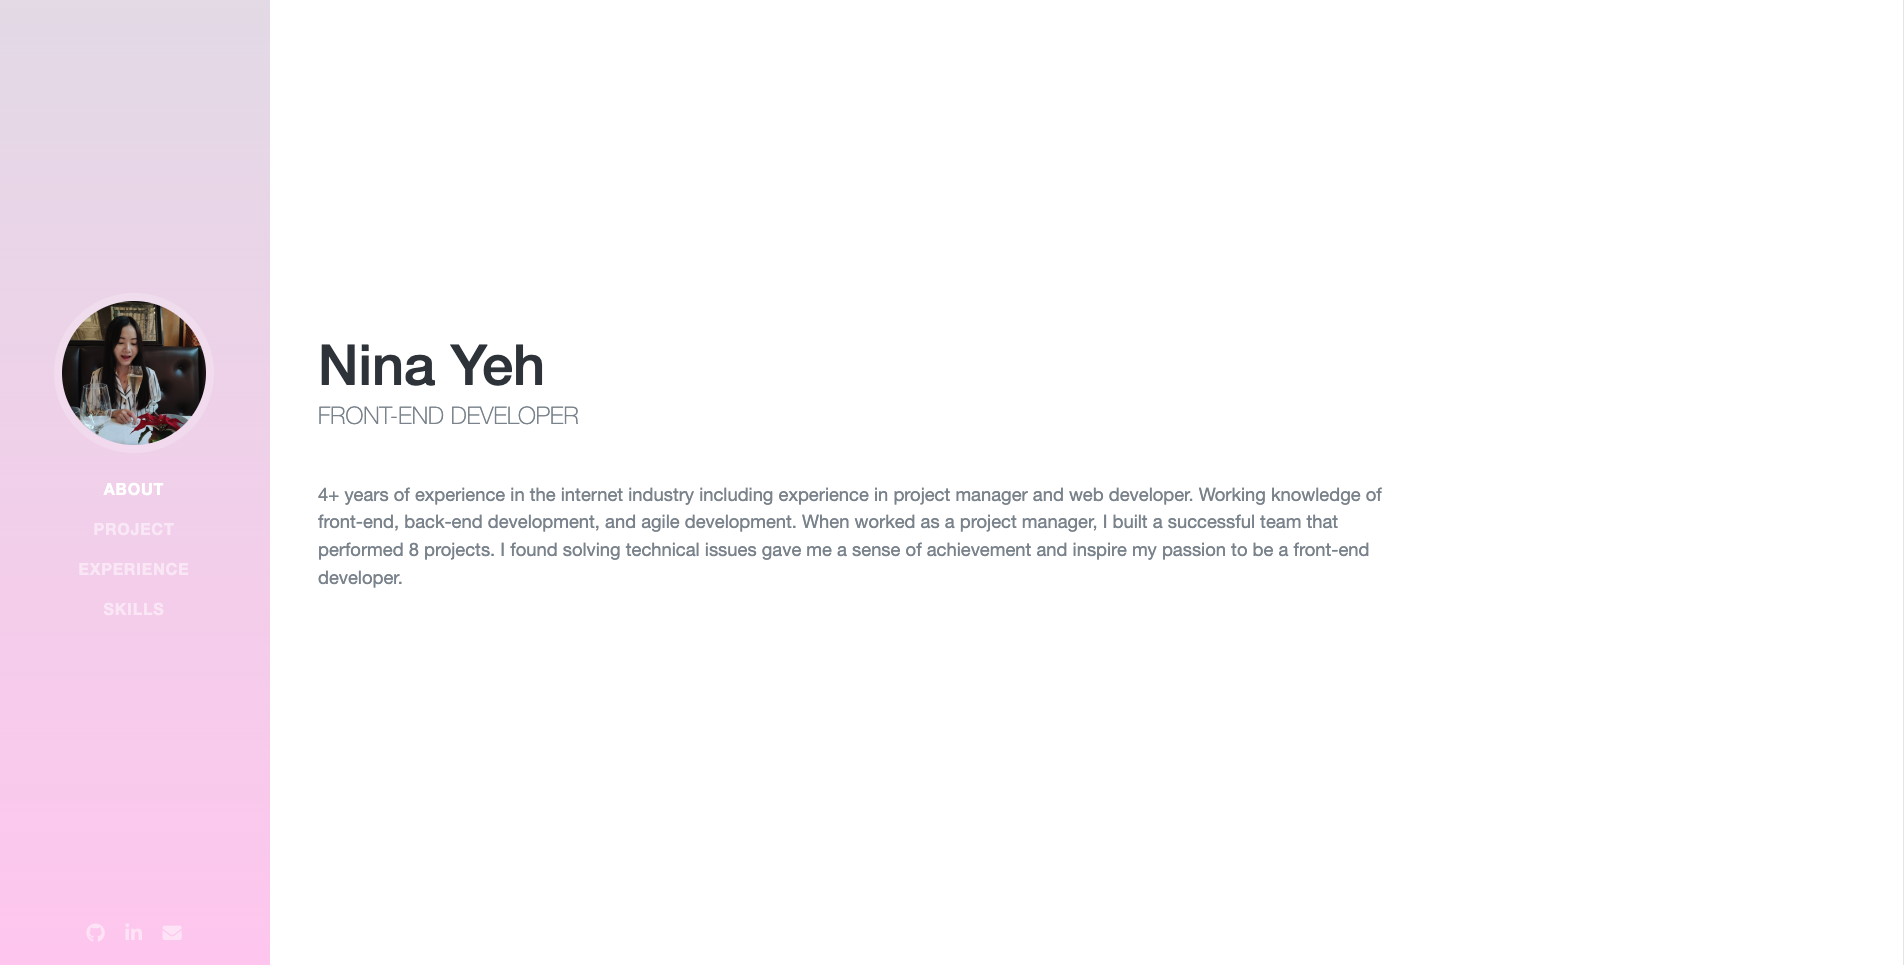 ABOUT
PROJECT
EXPERIENCE
SKILLS
Nina Yeh
FRONT-END DEVELOPER
4+ years of experience in the internet industry including experience in project manager and web developer. Working knowledge of
front-end, back-end development, and agile development. When worked as a project manager, I built a successful team that
performed 8 projects. I found solving technical issues gave me a sense of achievement and inspire my passion to be a front-end
developer.